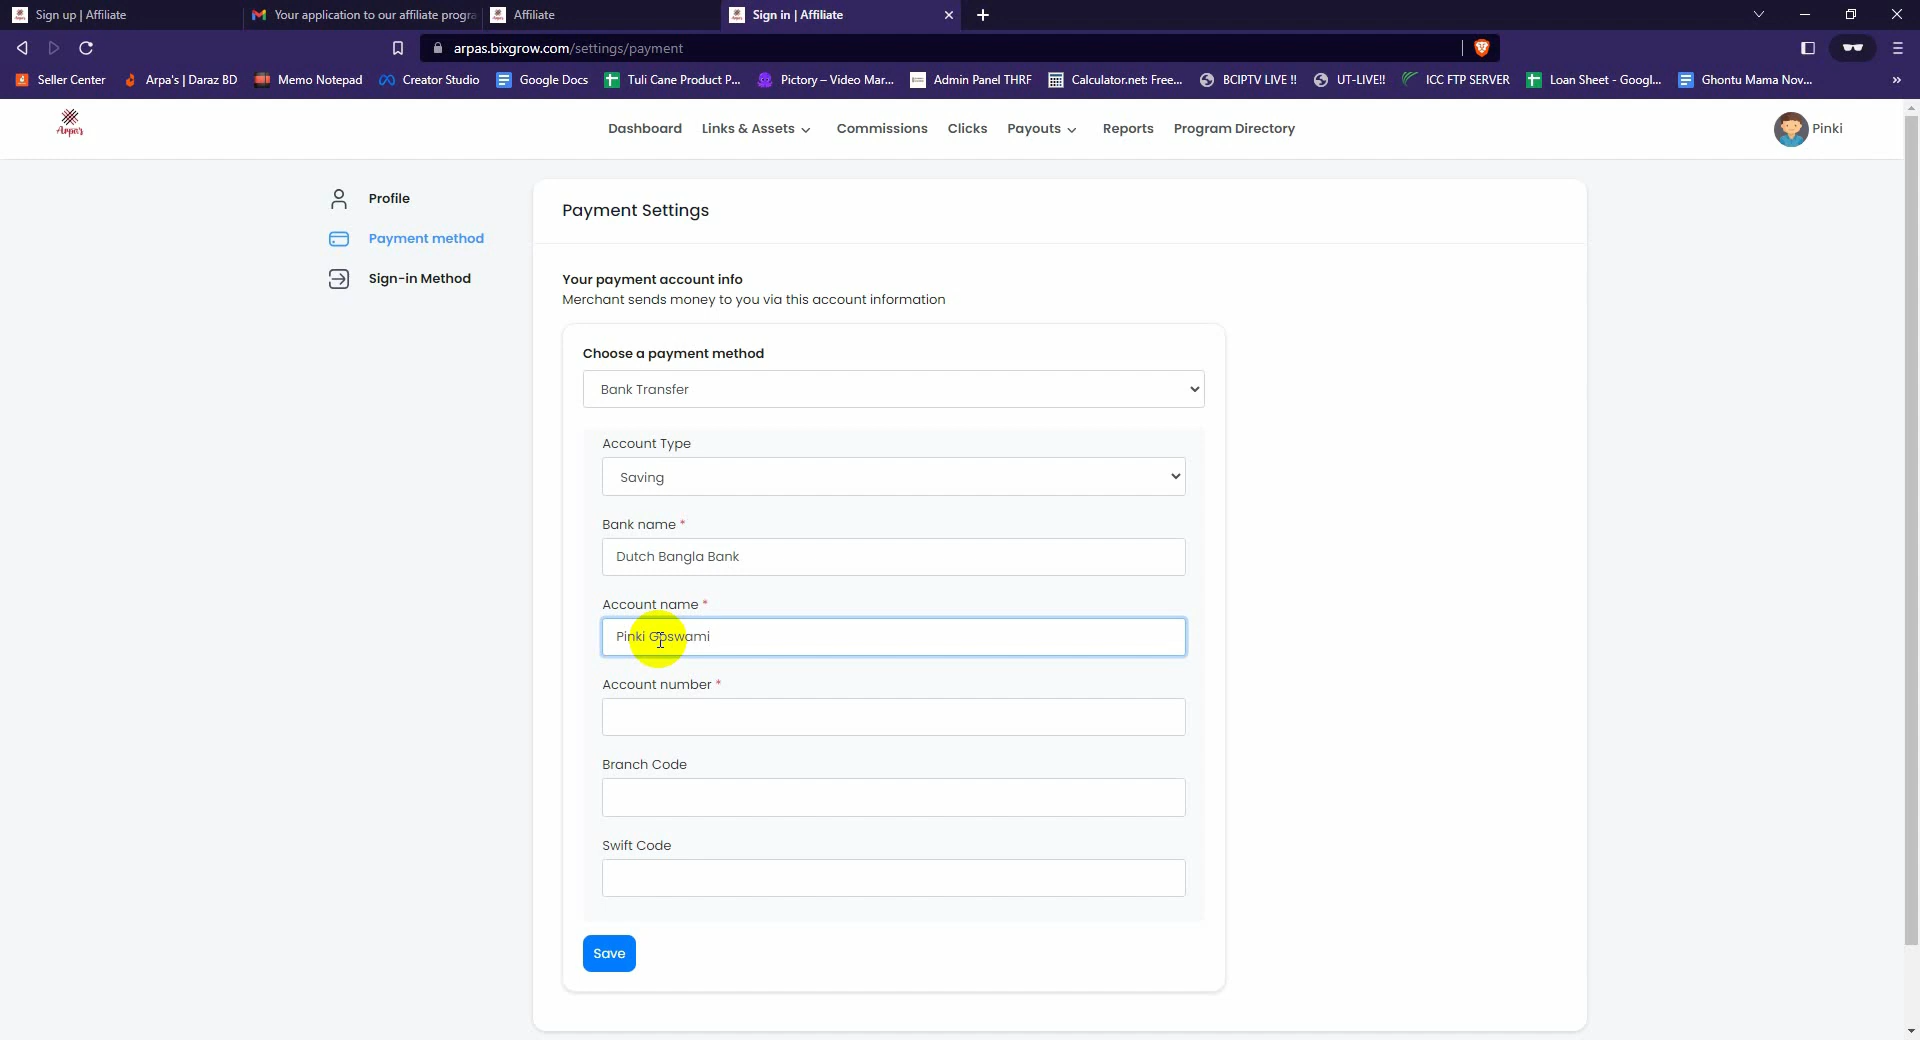 Sign up | Affiliate
Your application to our affiliate progra
Affiliate
Sign in | Affiliate
arpas.bixgrow.com/settings/payment
Seller Center
Arpa's | Daraz BD
Memo Notepad
Creator Studio
Google Docs
Tuli Cane Product P...
Pictory – Video Mar...
Admin Panel THRF
Calculator.net: Free...
BCIPTV LIVE !!
UT-LIVE!!
ICC FTP SERVER
Loan Sheet - Googl...
Ghontu Mama Nov...
Arpa's
Dashboard
Links & Assets
Commissions
Clicks
Payouts
Reports
Program Directory
Pinki
Profile
Payment method
Sign-in Method
Payment Settings
Your payment account info
Merchant sends money to you via this account information
Choose a payment method
Bank Transfer
Account Type
Saving
Bank name *
Dutch Bangla Bank
Account name *
Pinki Goswami
Account number *
Branch Code
Swift Code
Save